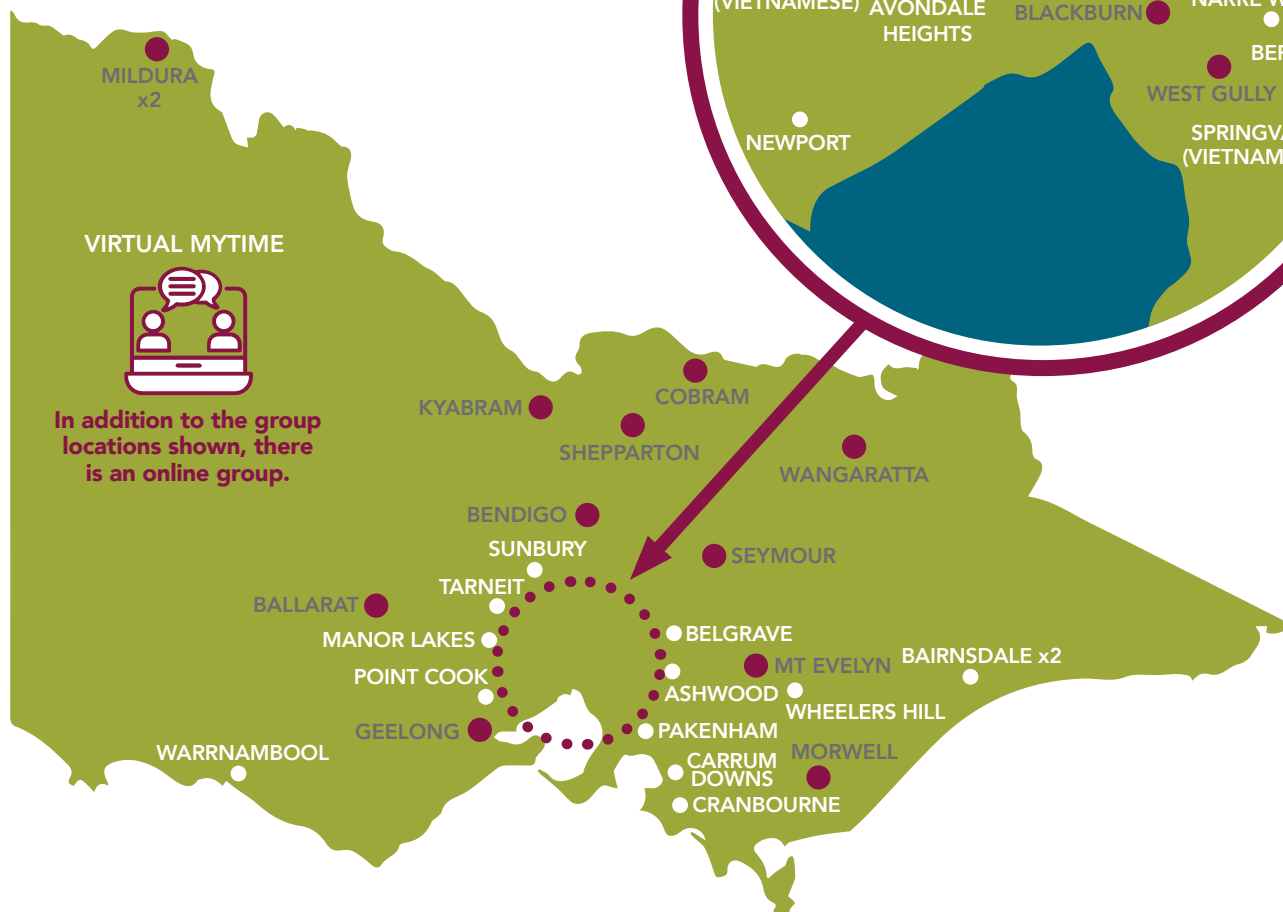 (VIETNAMESE)
AVONDALE
HEIGHTS
BLACKBURN
WEST GULLY
NEWPORT
MILDURA
x2
VIRTUAL MYTIME
In addition to the group
locations shown, there
is an online group.
KYABRAM
COBRAM
SHEPPARTON
WANGARATTA
BENDIGO
SUNBURY
SEYMOUR
TARNEIT
BALLARAT
MANOR LAKES
BELGRAVE
POINT COOK
MT EVELYN
BAIRNSDALE x2
ASHWOOD
WHEELERS HILL
GEELONG
PAKENHAM
WARRNAMBOOL
CARRUM
DOWNS
MORWELL
CRANBOURNE